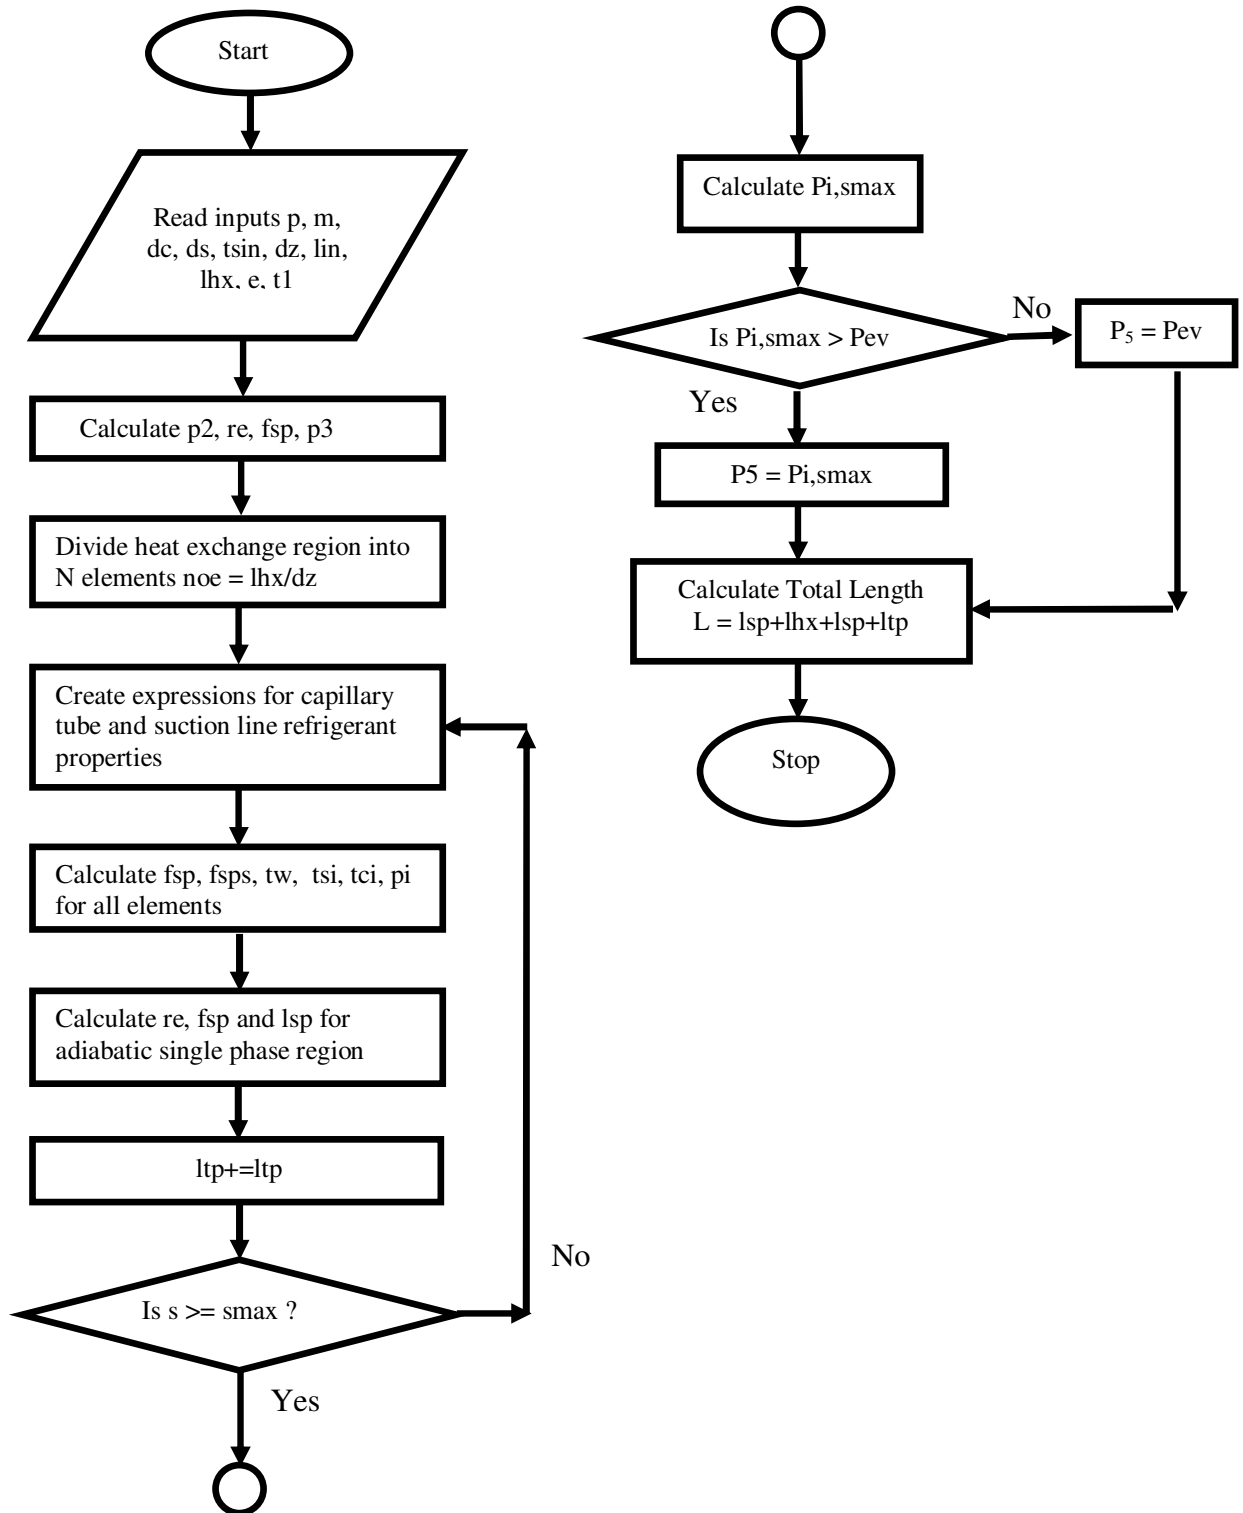 Start
Read inputs p, m,
dc, ds, tsin, dz, lin,
lhx, e, t1
Calculate p2, re, fsp, p3
Divide heat exchange region into
N elements noe = lhx/dz
Create expressions for capillary
tube and suction line refrigerant
properties
Calculate fsp, fsps, tw, tsi, tci, pi
for all elements
Calculate re, fsp and lsp for
adiabatic single phase region
ltp+=ltp
Is s >= smax ?
No
Yes
Calculate Pi,smax
Is Pi,smax > Pev
No
P5 = Pev
Yes
P5 = Pi,smax
Calculate Total Length
L = lsp+lhx+lsp+ltp
Stop